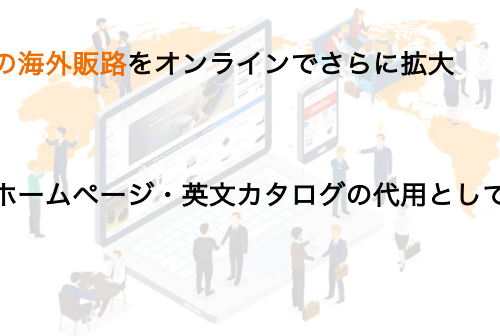 の海外販路をオンラインでさらに拡大
ホームページ・英文カタログの代用として